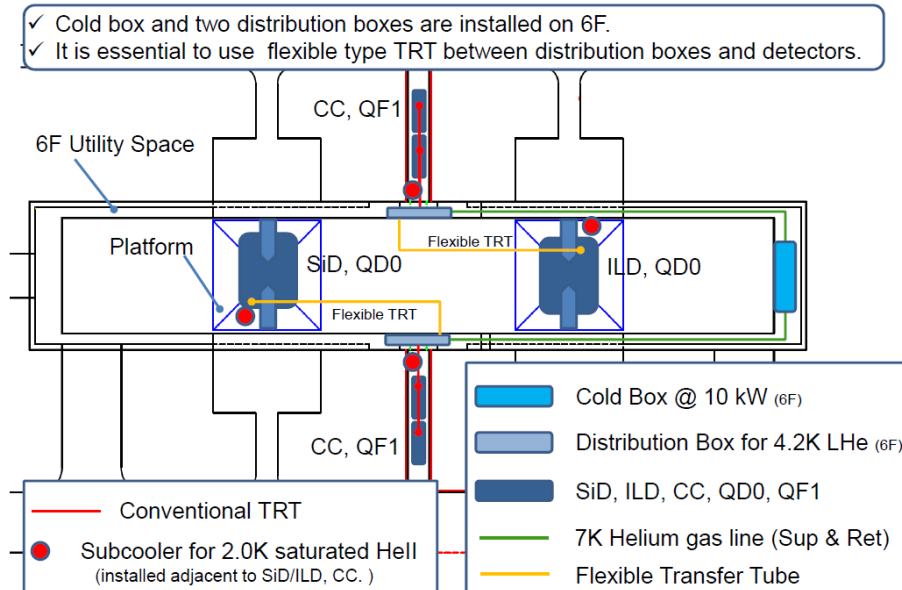 ✓ Cold box and two distribution boxes are installed on 6F.
✓ It is essential to use flexible type TRT between distribution boxes and detectors.
CC, QF1
6F Utility Space
Platform
Flexible TRT
SiD, QD0
ILD, QD0
Flexible TRT
CC, QF1
Cold Box @ 10 kW (6F)
Distribution Box for 4.2K LHe (6F)
SiD, ILD, CC, QD0, QF1
7K Helium gas line (Sup & Ret)
Flexible Transfer Tube
Conventional TRT
Subcooler for 2.0K saturated HeII
(installed adjacent to SiD/ILD, CC. )